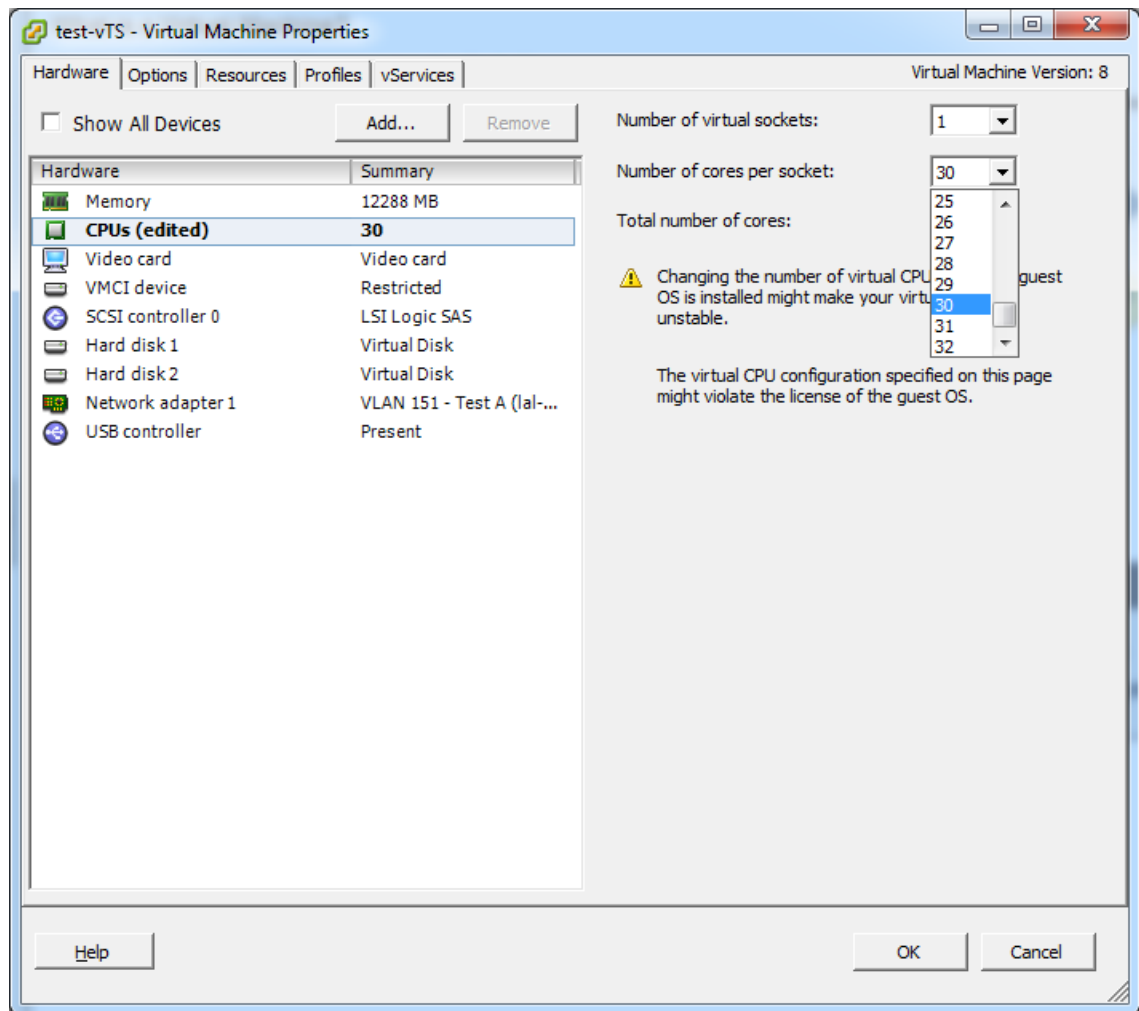 test-vTS - Virtual Machine Properties
Hardware Options Resources Profiles vServices Virtual Machine Version: 8
Show All Devices Add... Remove
Hardware Summary
Memory 12288 MB
CPUs (edited) 30
Video card Video card
VMCI device Restricted
SCSI controller 0 LSI Logic SAS
Hard disk 1 Virtual Disk
Hard disk 2 Virtual Disk
Network adapter 1 VLAN 151 - Test A (lal-...
USB controller Present
Number of virtual sockets: 1
Number of cores per socket: 30
Total number of cores:
25
26
27
28
29
30
31
32
Changing the number of virtual CPU guest
OS is installed might make your virtu
unstable.
The virtual CPU configuration specified on this page
might violate the license of the guest OS.
Help OK Cancel